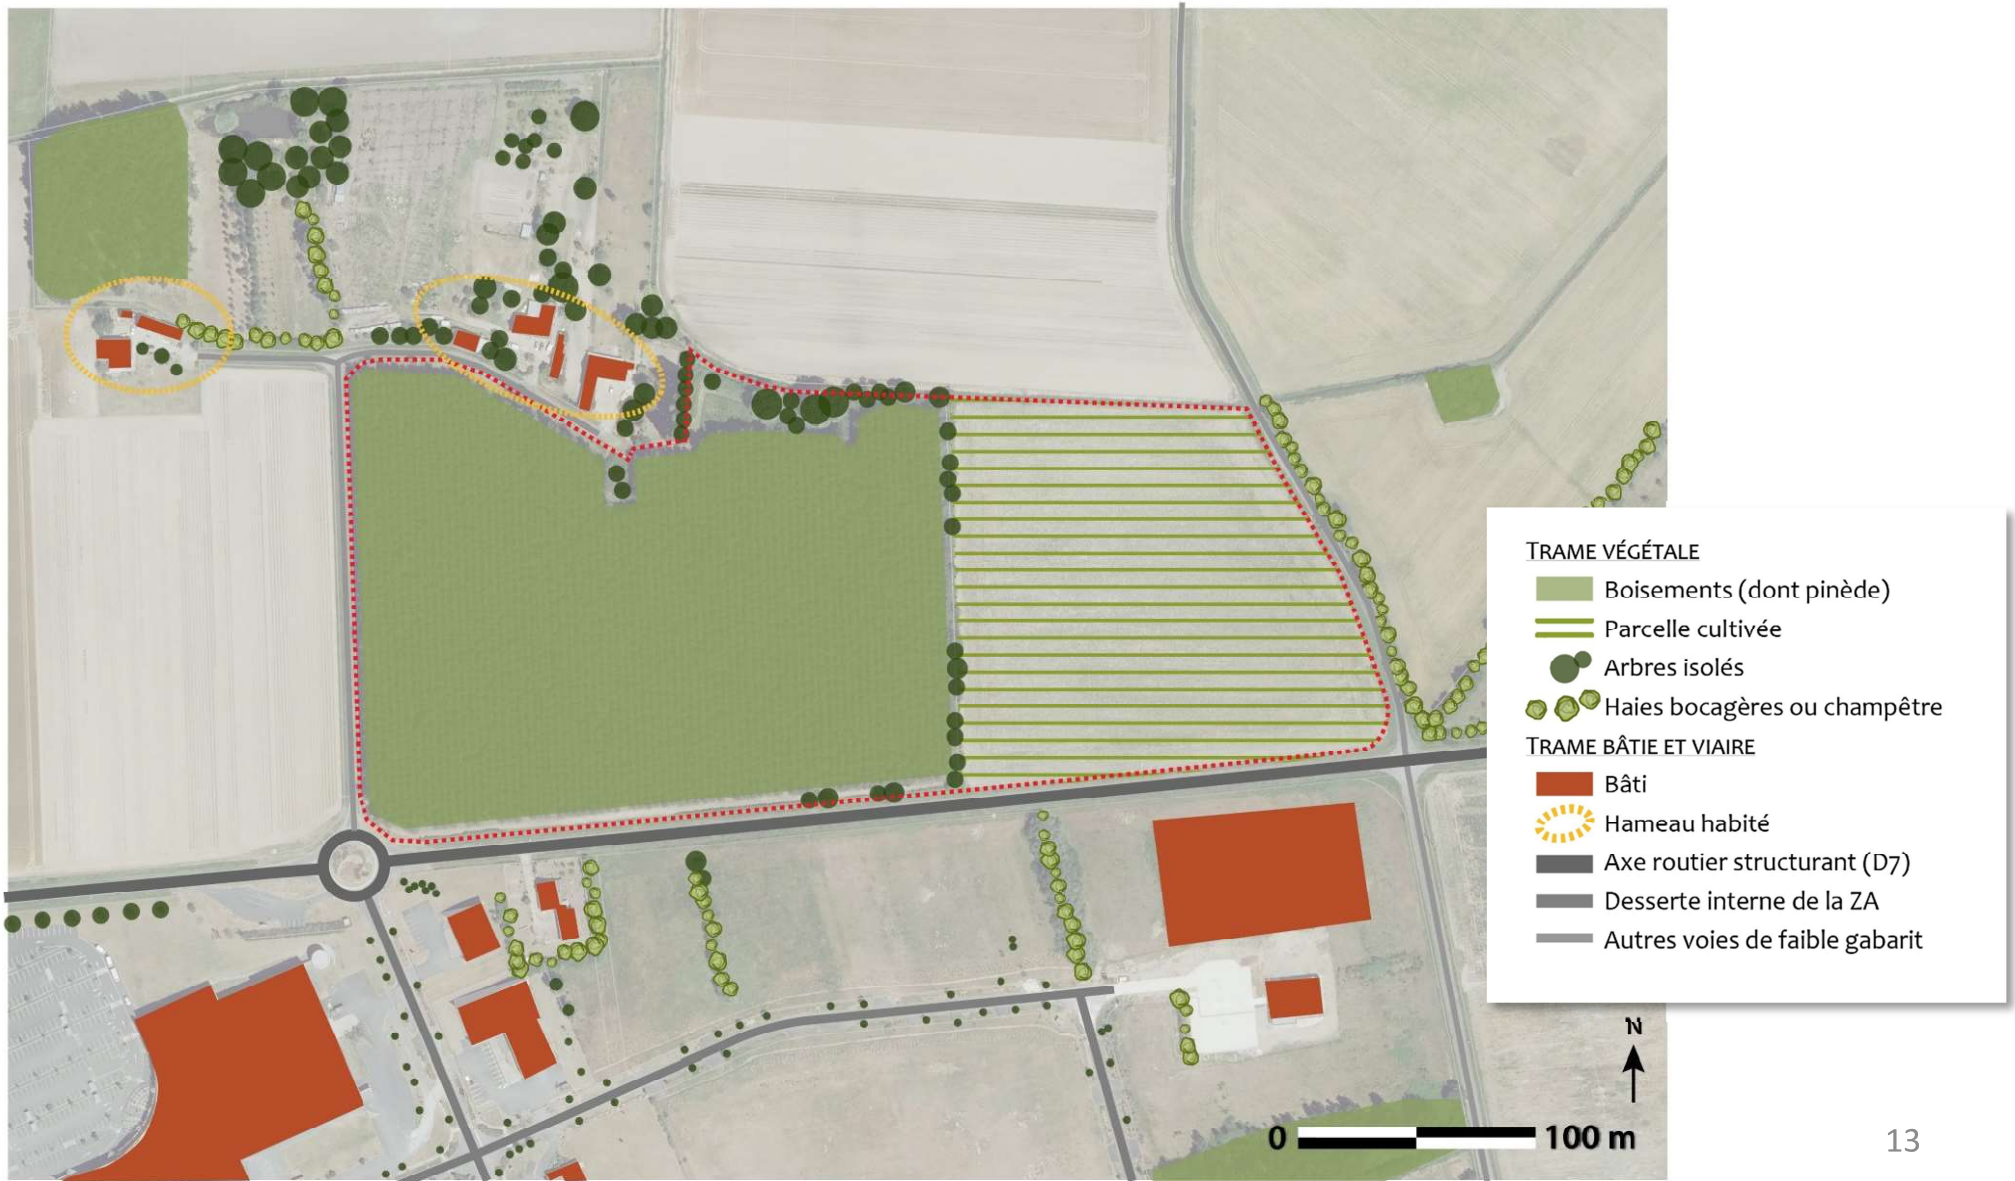 TRAME VÉGÉTALE
Boisements (dont pinède)
Parcelle cultivée
Arbres isolés
Haies bocagères ou champêtre
TRAME BÂTIE ET VIAIRE
Bâti
Hameau habité
Axe routier structurant (D7)
Desserte interne de la ZA
Autres voies de faible gabarit
N
0 100 m
13